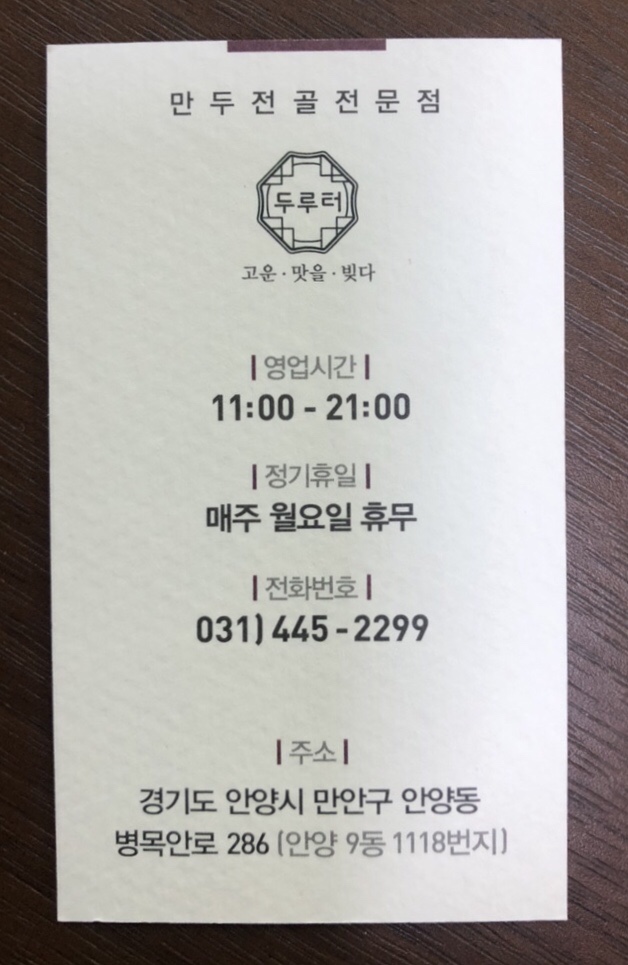 만두전골전문점
두루터
고운·맛을·빚다
|영업시간|
11:00 - 21:00
|정기휴일|
매주 월요일 휴무
|전화번호|
031) 445 - 2299
|주소|
경기도 안양시 만안구 안양동
병목안로 286 (안양 9동 1118번지)